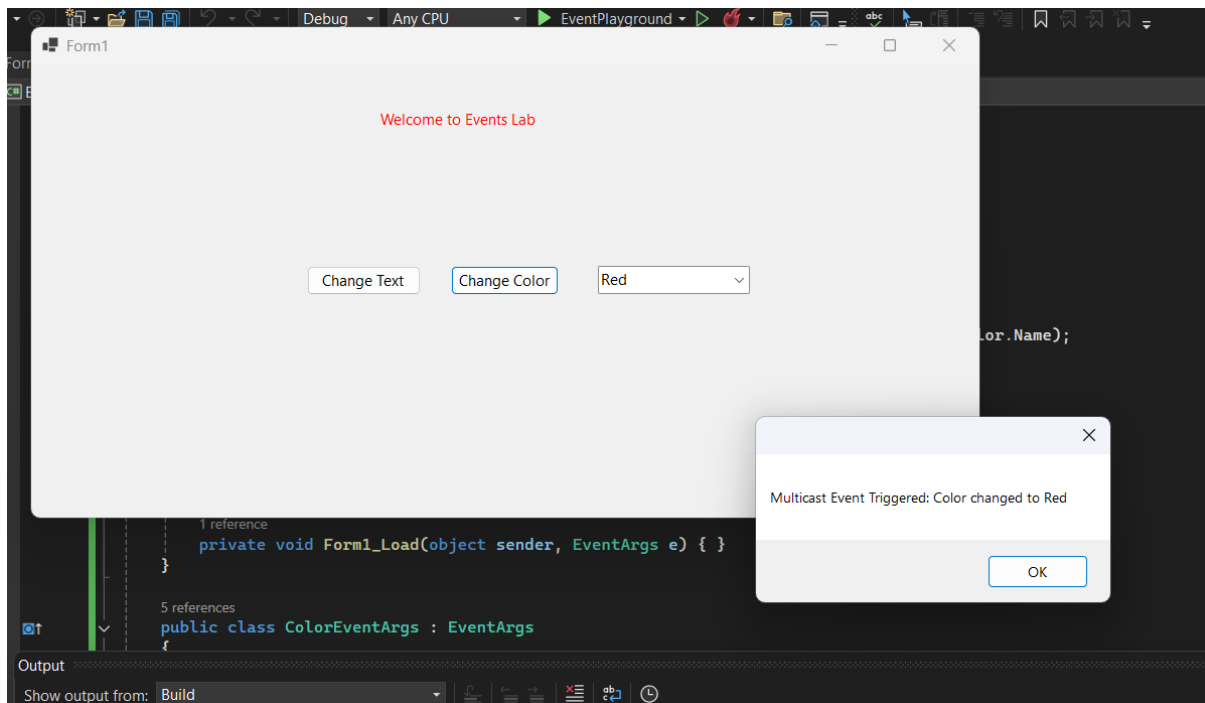 Debug Any CPU EventPlayground
Form1
Welcome to Events Lab
Change Text Change Color Red
lor.Name);
Multicast Event Triggered: Color changed to Red
OK
1 reference
private void Form1_Load(object sender, EventArgs e) { }
}
5 references
public class ColorEventArgs : EventArgs
{
Output
Show output from: Build